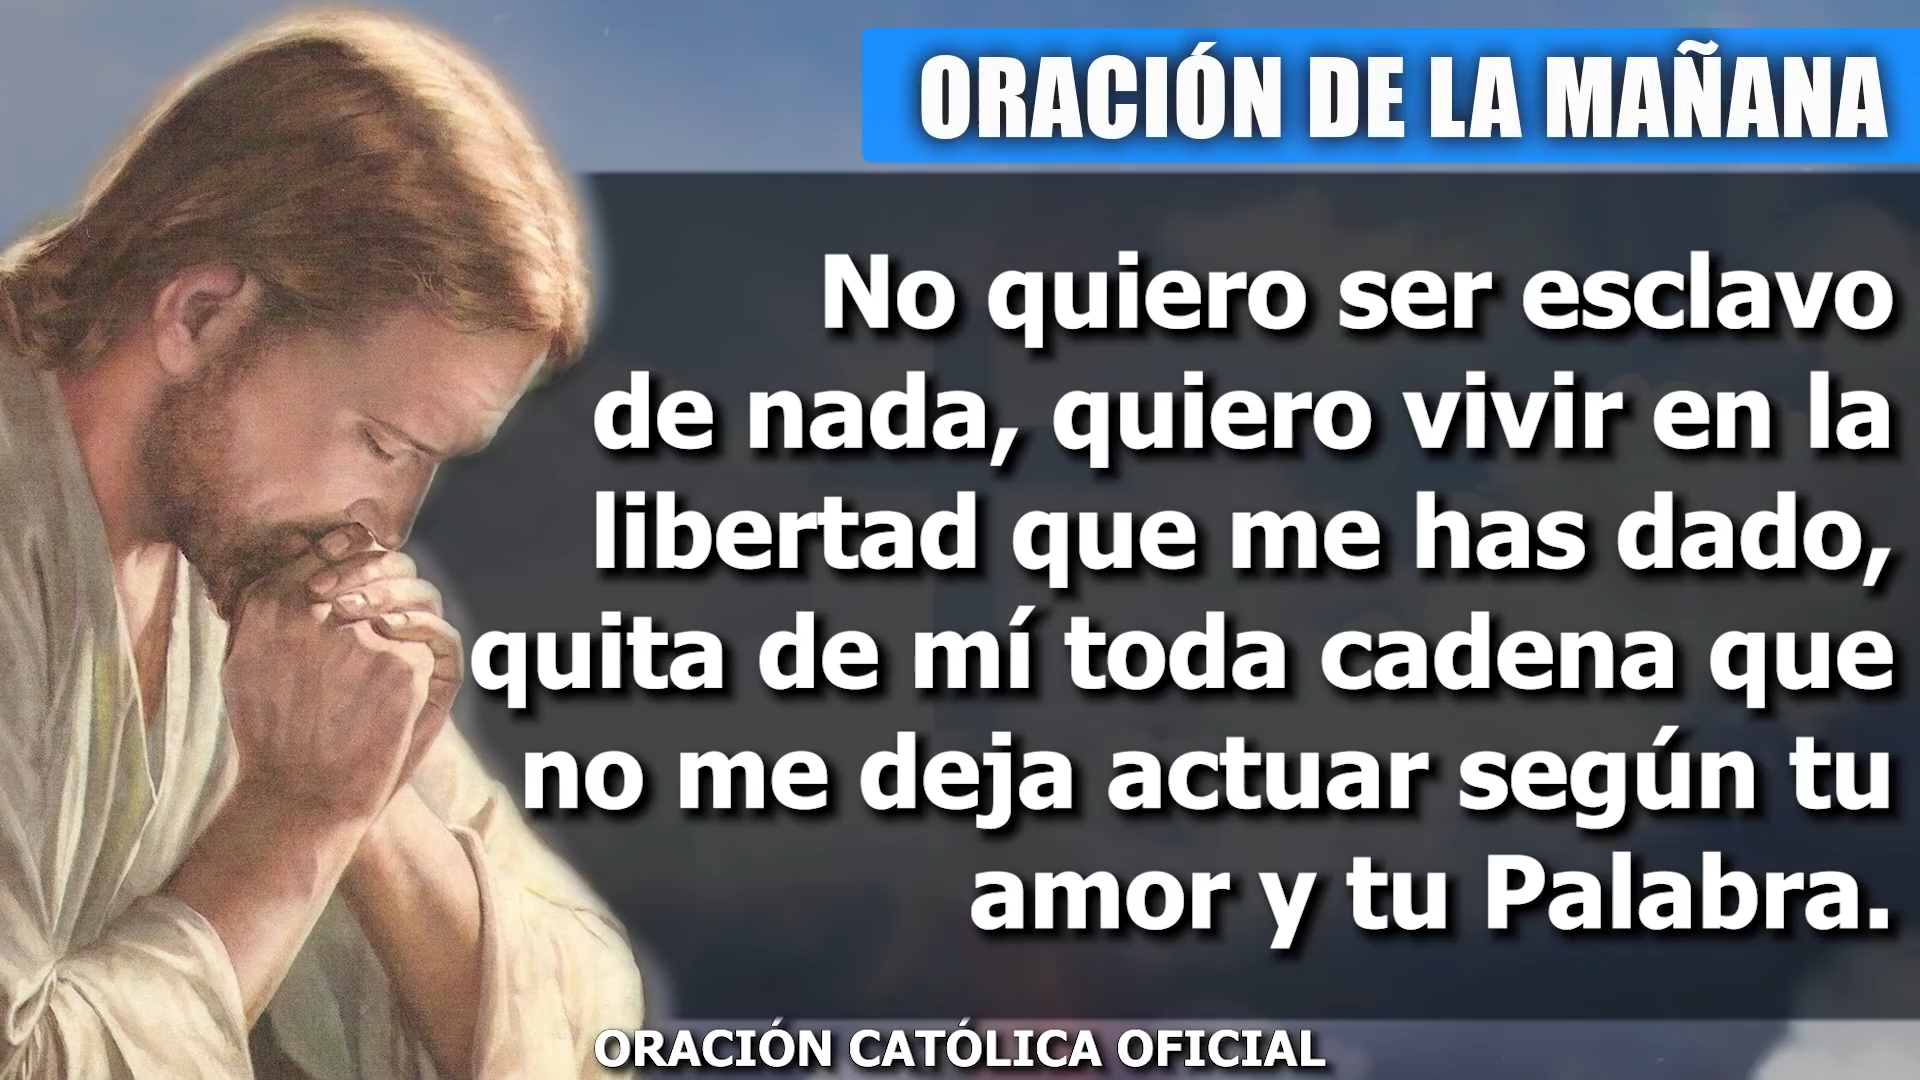 ORACIÓN DE LA MAÑANA
No quiero ser esclavo
de nada, quiero vivir en la
libertad que me has dado,
quita de mí toda cadena que
no me deja actuar según tu
amor y tu Palabra.
ORACIÓN CATÓLICA OFICIAL